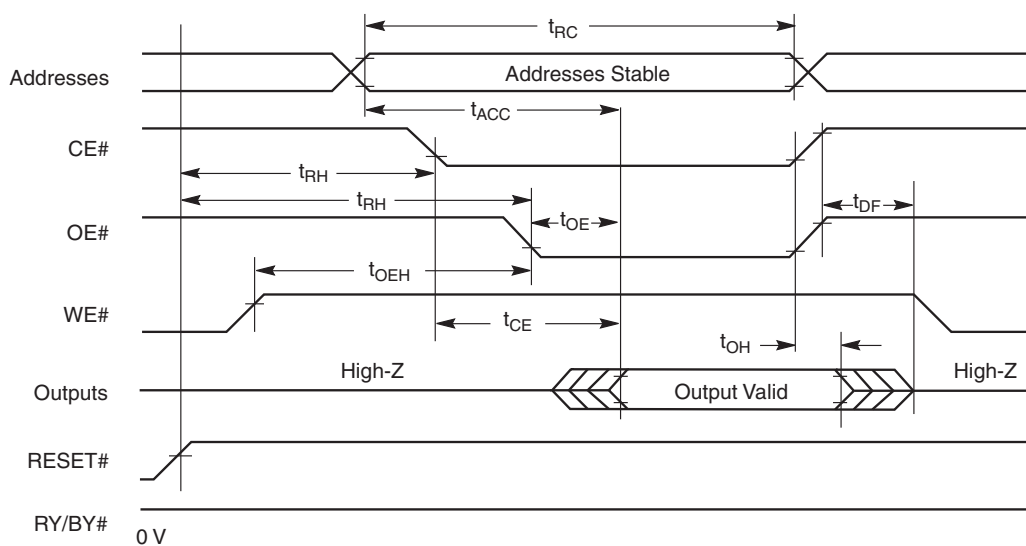 tRC
Addresses
Addresses Stable
tACC
CE#
tRH
tRH
tDF
OE#
tOE
tOEH
WE#
tCE
tOH
High-Z
High-Z
Outputs
Output Valid
RESET#
RY/BY#
0 V